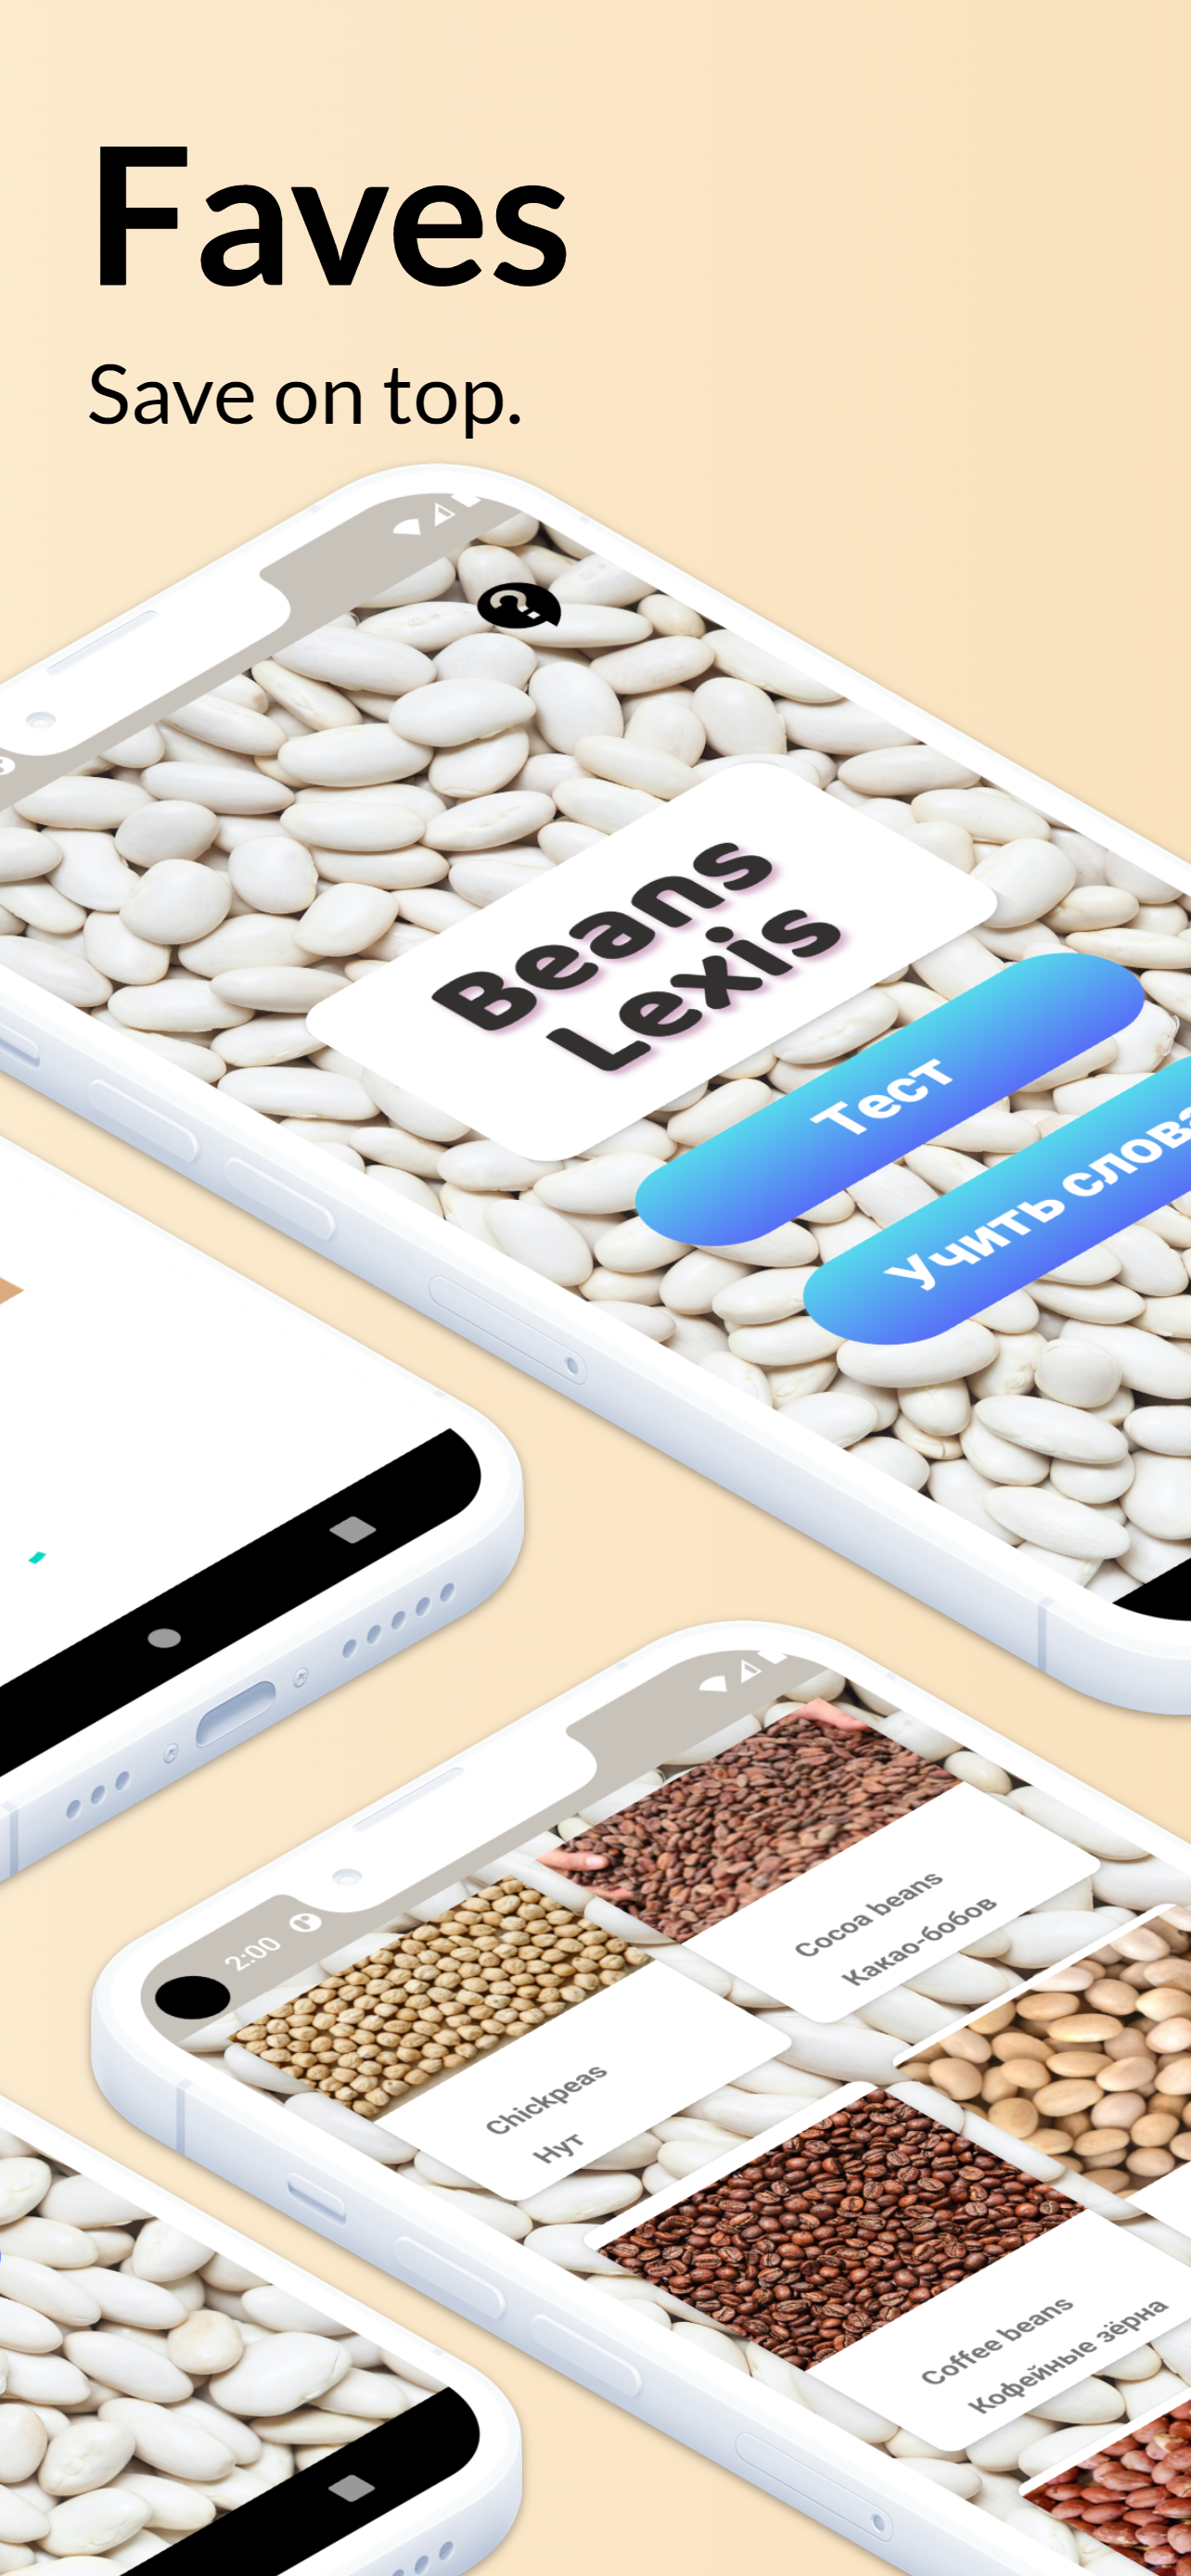 Faves
Save on top.
Beans
Lexis
Тест
Учить слова
2:00
Cocoa beans
Какао-бобов
Chickpeas
Нут
Coffee beans
Кофейные зёрна